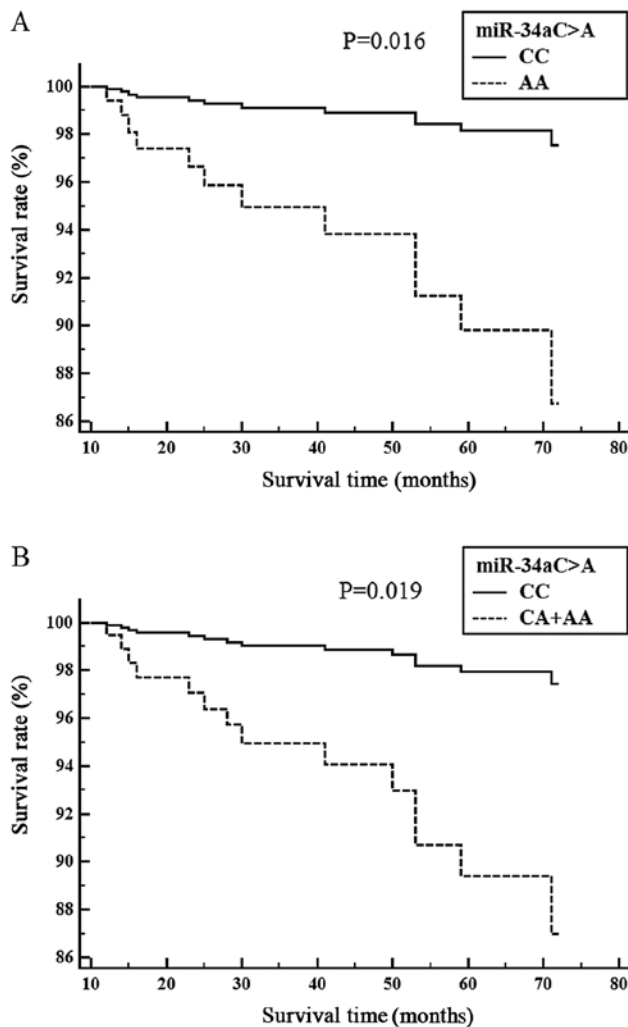 A
P=0.016
miR-34aC>A
CC
AA
100
98
96
94
92
90
88
86
Survival rate (%)
10 20 30 40 50 60 70 80
Survival time (months)
B
P=0.019
miR-34aC>A
CC
CA+AA
100
98
96
94
92
90
88
86
Survival rate (%)
10 20 30 40 50 60 70 80
Survival time (months)